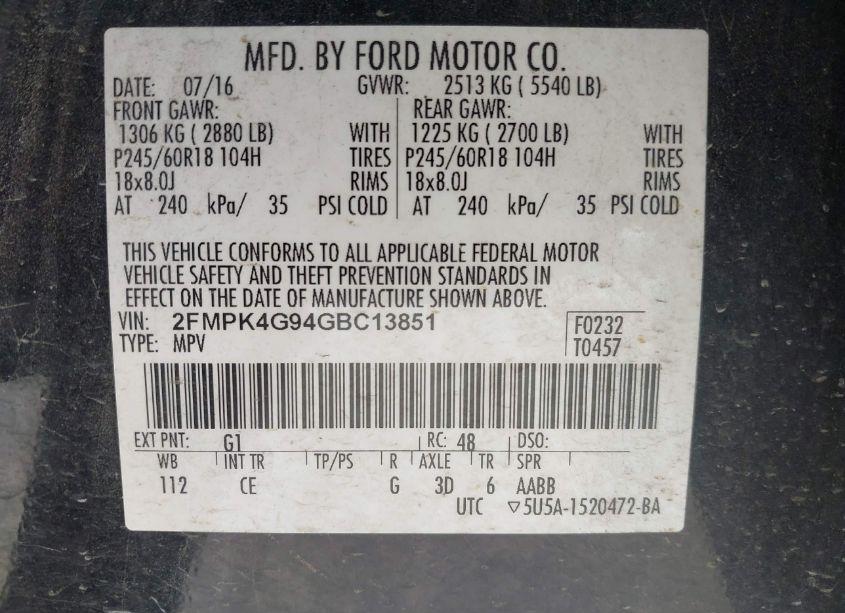 MFD. BY FORD MOTOR CO.
DATE: 07/16 GVWR: 2513 KG ( 5540 LB)
FRONT GAWR: REAR GAWR:
1306 KG ( 2880 LB) WITH 1225 KG ( 2700 LB) WITH
P245/60R18 104H TIRES P245/60R18 104H TIRES
18x8.0J RIMS 18x8.0J RIMS
AT 240 kPa/ 35 PSI COLD AT 240 kPa/ 35 PSI COLD
THIS VEHICLE CONFORMS TO ALL APPLICABLE FEDERAL MOTOR
VEHICLE SAFETY AND THEFT PREVENTION STANDARDS IN
EFFECT ON THE DATE OF MANUFACTURE SHOWN ABOVE.
VIN: 2FMPK4G94GBC13851 F0232
TYPE: MPV T0457
EXT PNT: G1 RC: 48 DSO:
WB INT TR TP/PS R AXLE TR SPR
112 CE G 3D 6 AABB
UTC ▽5U5A-1520472-BA